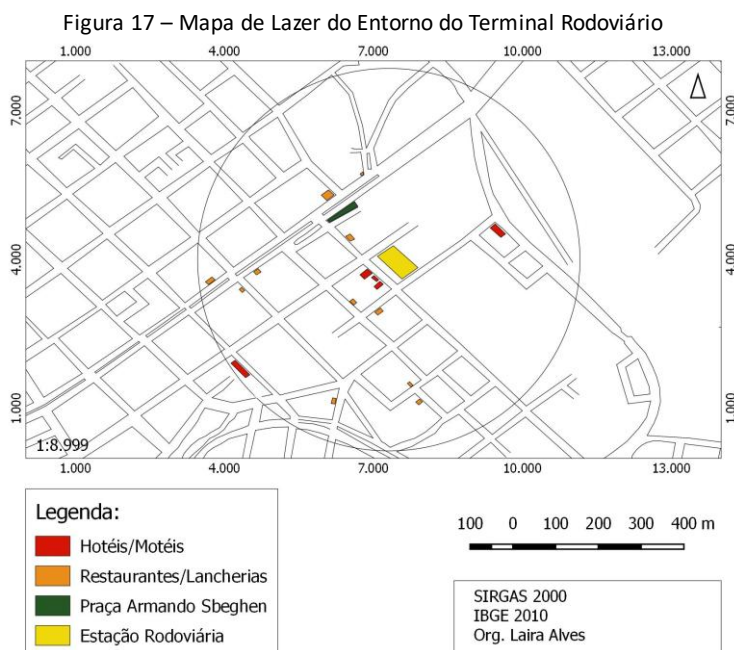 Figura 17 – Mapa de Lazer do Entorno do Terminal Rodoviário
1.000 4.000 7.000 10.000 13.000
7.000 7.000
4.000 4.000
1.000 1.000
1:8.999
1.000 4.000 7.000 10.000 13.000
Legenda:
Hotéis/Motéis
Restaurantes/Lancherias
Praça Armando Sbeghen
Estação Rodoviária
100 0 100 200 300 400 m
SIRGAS 2000
IBGE 2010
Org. Laira Alves